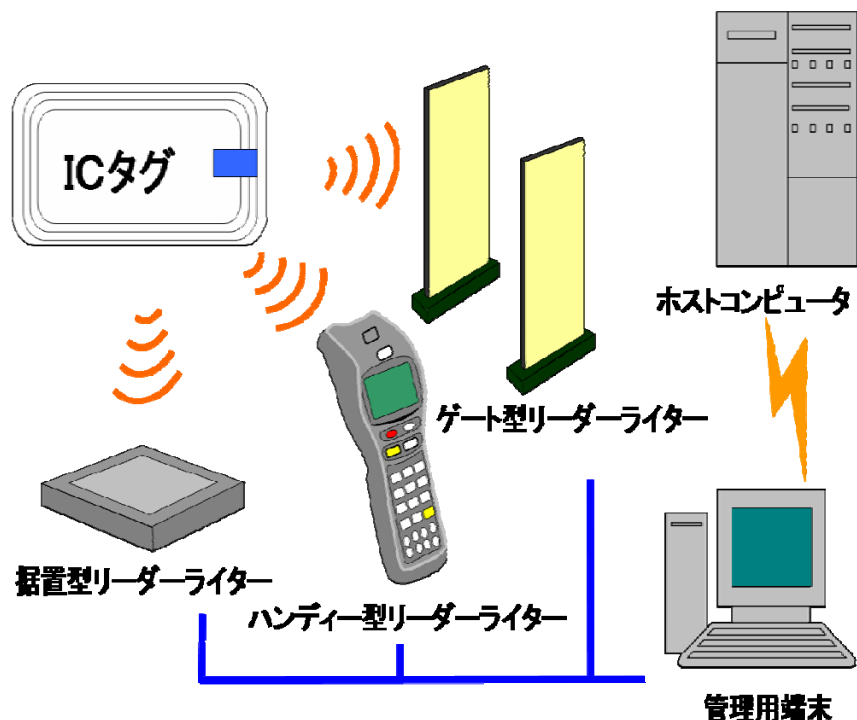 ICタグ
ホストコンピュータ
ゲート型リーダーライター
据置型リーダーライター
ハンディー型リーダーライター
管理用端末